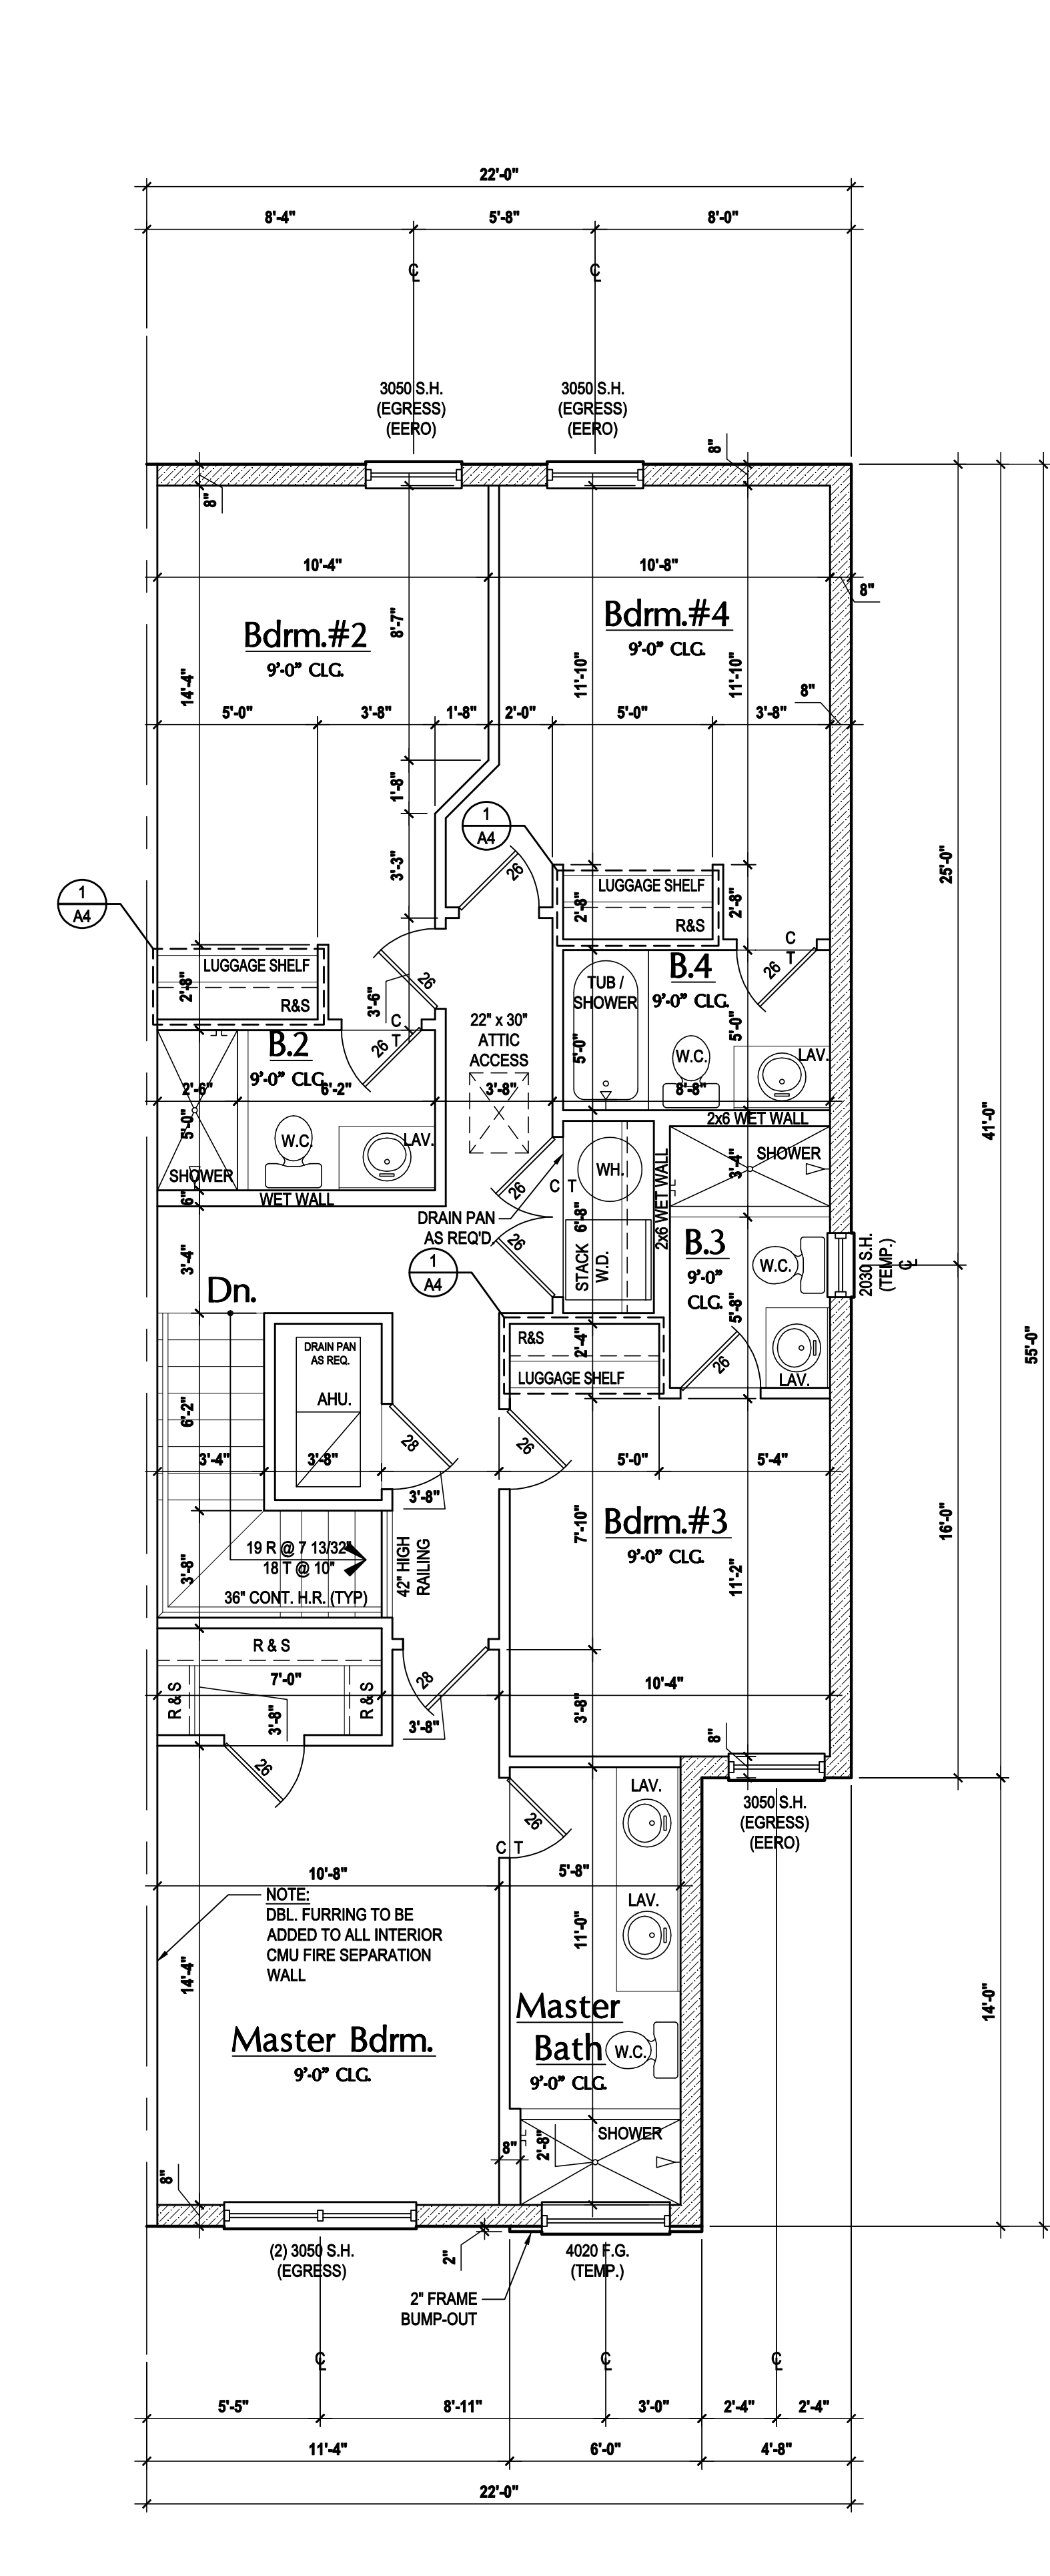 22'-0"
8'-4" 5'-8" 8'-0"
℄ ℄
3050 S.H. 3050 S.H.
(EGRESS) (EGRESS)
(EERO) (EERO)
8"
8"
10'-4" 10'-8"
8"
Bdrm.#2
9'-0" CLG.
8'-7"
Bdrm.#4
9'-0" CLG.
14'-4"
11'-10"
11'-10"
8"
5'-0" 3'-8" 1'-8" 2'-0" 5'-0" 3'-8"
1'-8"
3'-3"
1
A4
26
1
A4
LUGGAGE SHELF
R&S
2'-8"
2'-8"
25'-0"
LUGGAGE SHELF
R&S
2'-8"
26
3'-6"
C
T
26
B.2
9'-0" CLG.
2'-6" 6'-2"
5'-0"
W.C.
LAV.
SHOWER
WET WALL
6"
22" x 30"
ATTIC
ACCESS
3'-8"
TUB /
SHOWER
5'-0"
B.4
9'-0" CLG.
C
T
26
5'-0"
W.C.
LAV.
8'-8"
2x6 WET WALL
41'-0"
3'-4"
SHOWER
WH.
26
C T
2x6 WET WALL
DRAIN PAN
AS REQ'D.
26
6'-8"
STACK
W.D.
1
A4
B.3
9'-0"
CLG.
W.C.
5'-8"
26
LAV.
2030 S.H.
(TEMP.)
℄
3'-4"
Dn.
DRAIN PAN
AS REQ.
AHU.
R&S
2'-4"
LUGGAGE SHELF
55'-0"
6'-2"
28
26
3'-4" 3'-8" 5'-0" 5'-4"
3'-8"
7'-10"
Bdrm.#3
9'-0" CLG.
11'-2"
16'-0"
19 R @ 7 13/32"
18 T @ 10"
36" CONT. H.R. (TYP)
3'-8"
42" HIGH
RAILING
R & S
R & S
7'-0"
R & S
3'-8"
28
3'-8"
10'-4"
3'-8"
8"
26
3050 S.H.
(EGRESS)
(EERO)
LAV.
26
C T
10'-8" 5'-8"
NOTE:
DBL. FURRING TO BE
ADDED TO ALL INTERIOR
CMU FIRE SEPARATION
WALL
LAV.
11'-0"
14'-4"
14'-0"
Master
Bath
9'-0" CLG.
W.C.
Master Bdrm.
9'-0" CLG.
8"
2'-8"
SHOWER
8"
(2) 3050 S.H.
(EGRESS)
2"
4020 F.G.
(TEMP.)
2" FRAME
BUMP-OUT
℄ ℄ ℄
5'-5" 8'-11" 3'-0" 2'-4" 2'-4"
11'-4" 6'-0" 4'-8"
22'-0"